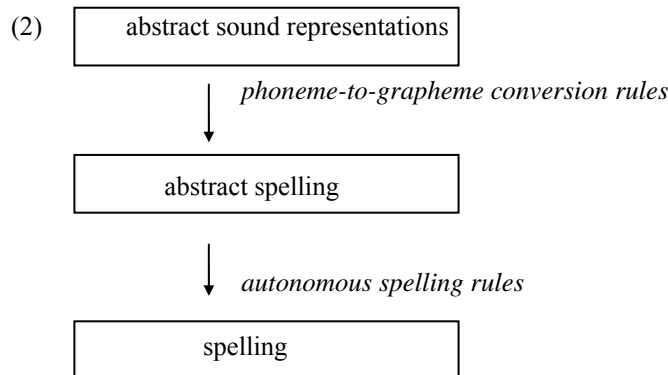 (2) abstract sound representations
phoneme-to-grapheme conversion rules
abstract spelling
autonomous spelling rules
spelling